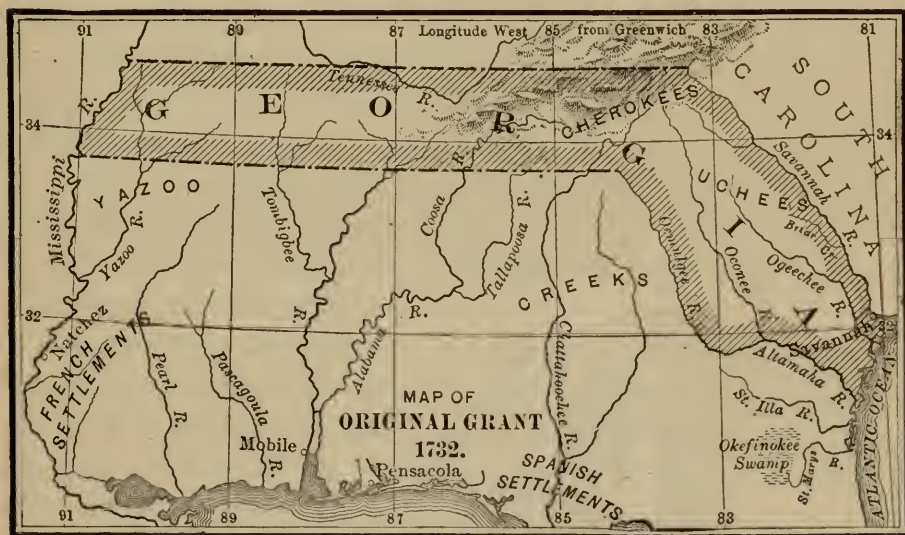 91 89 87 Longitude West 85 from Greenwich 83 81
Tennessee R.
GEORGIA
CHEROKEES
SOUTH
CAROLINA
34
34
Mississippi R.
YAZOO
Yazoo R.
Tombigbee R.
Coosa R.
Tallapoosa R.
UCHEES
Savannah R.
Ocmulgee R.
Oconee R.
Ogeechee R.
CREEKS
32
32
Natchez
FRENCH
SETTLEMENTS
Pearl R.
Pascagoula R.
Alabama R.
Chattahoochee R.
Savannah
Altamaha R.
MAP OF
ORIGINAL GRANT
1732.
St. Illa R.
Mobile
Pensacola
SPANISH
SETTLEMENTS
Okefinokee
Swamp
St. Marys R.
ATLANTIC OCEAN
91 89 87 85 83